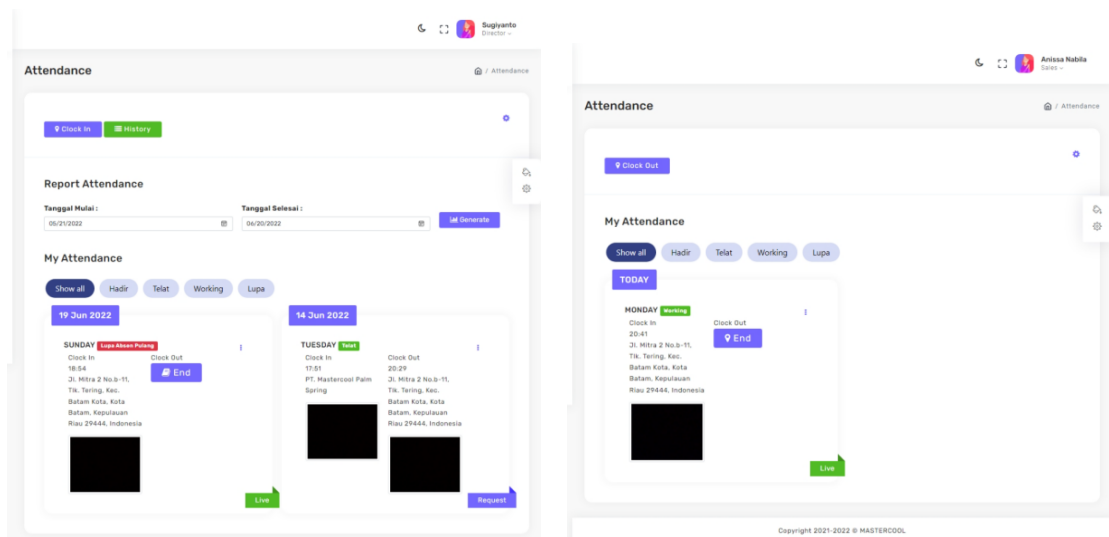 Sugiyanto
Director
Attendance
/ Attendance
Clock In
History
Report Attendance
Tanggal Mulai :
Tanggal Selesai :
05/21/2022
06/20/2022
Generate
My Attendance
Show all
Hadir
Telat
Working
Lupa
19 Jun 2022
SUNDAY Lupa Absen Pulang
Clock In
18:54
Jl. Mitra 2 No.b-11,
Tlk. Tering, Kec.
Batam Kota, Kota
Batam, Kepulauan
Riau 29444, Indonesia
Clock Out
End
Live
14 Jun 2022
TUESDAY Telat
Clock In
17:51
PT. Mastercool Palm
Spring
Clock Out
20:29
Jl. Mitra 2 No.b-11,
Tlk. Tering, Kec.
Batam Kota, Kota
Batam, Kepulauan
Riau 29444, Indonesia
Request
Anissa Nabila
Sales
Attendance
/ Attendance
Clock Out
My Attendance
Show all
Hadir
Telat
Working
Lupa
TODAY
MONDAY Working
Clock In
20:41
Jl. Mitra 2 No.b-11,
Tlk. Tering, Kec.
Batam Kota, Kota
Batam, Kepulauan
Riau 29444, Indonesia
Clock Out
End
Live
Copyright 2021-2022 © MASTERCOOL